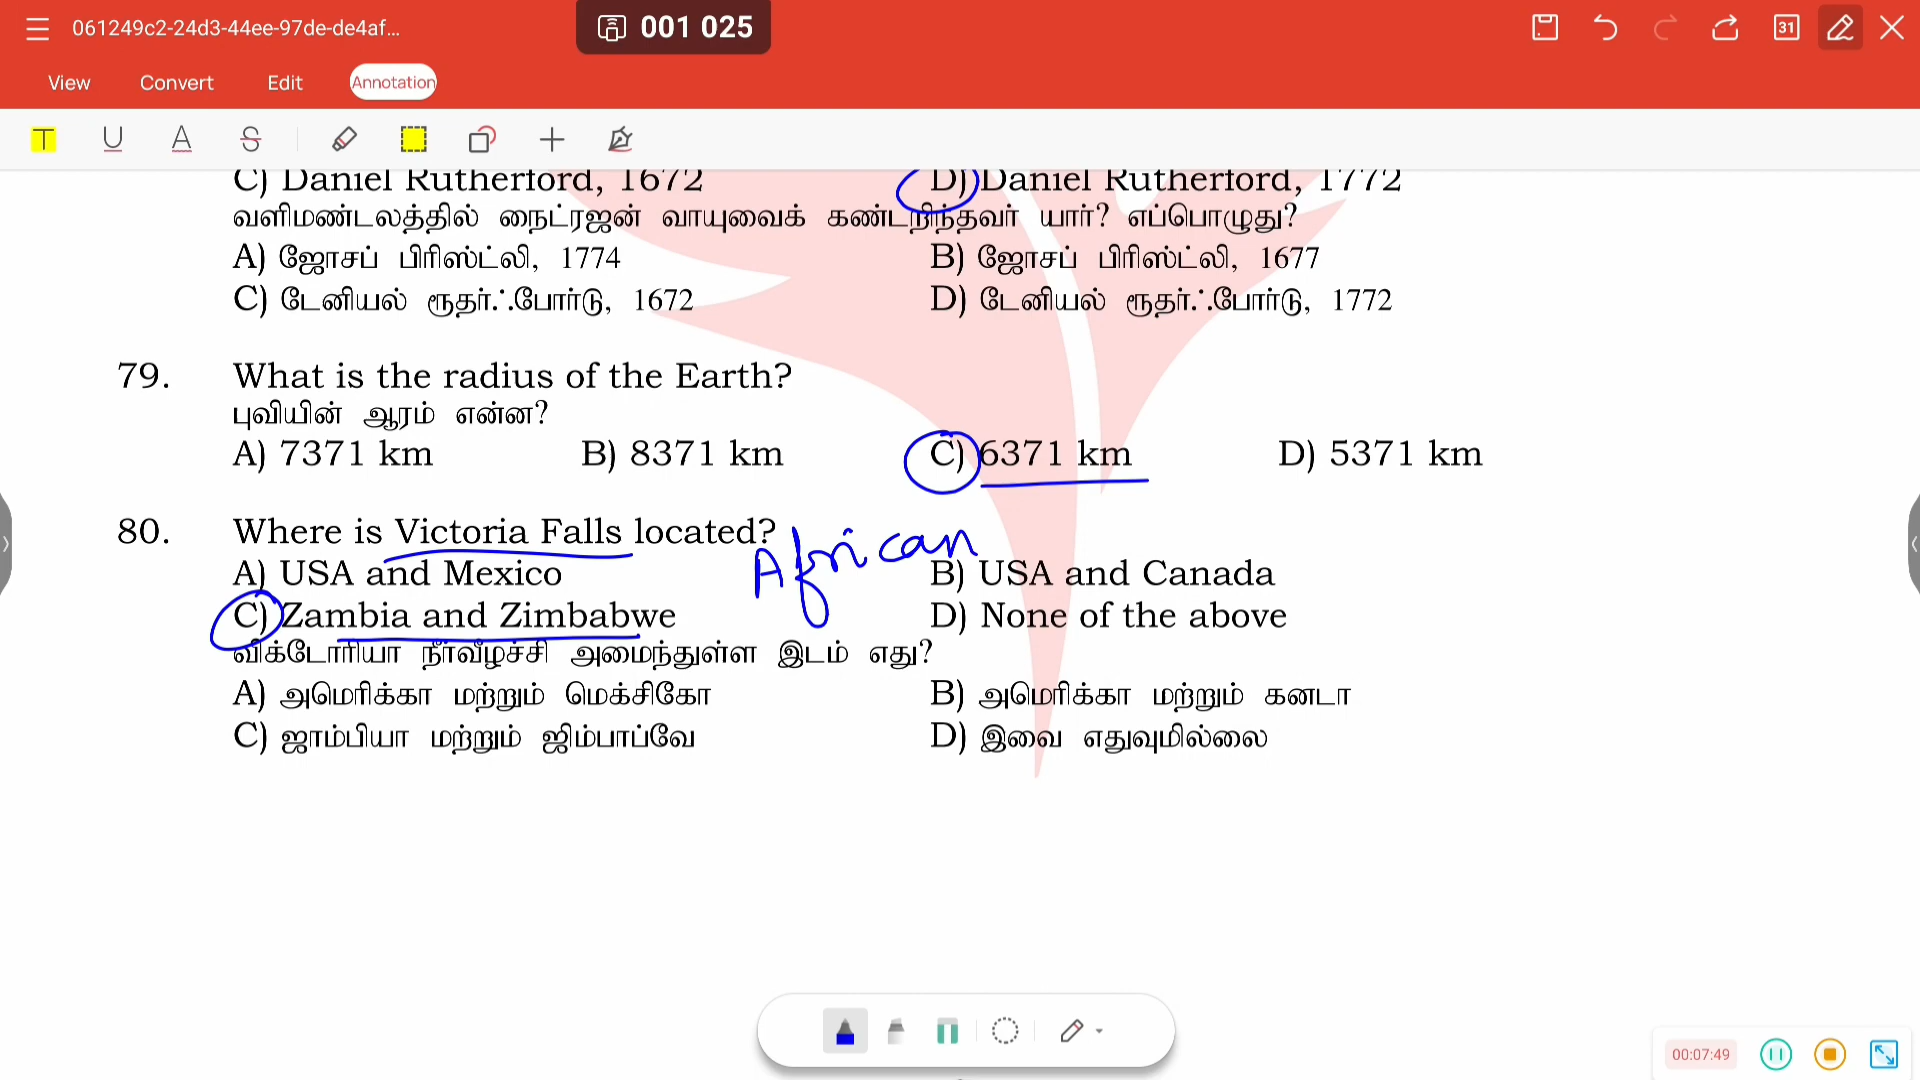 061249c2-24d3-44ee-97de-de4af...
001 025
31
View Convert Edit Annotation
T U A S
C) Daniel Rutherford, 1672 D) Daniel Rutherford, 1772
வளிமண்டலத்தில் நைட்ரஜன் வாயுவைக் கண்டறிந்தவர் யார்? எப்பொழுது?
A) ஜோசப் பிரிஸ்ட்லி, 1774 B) ஜோசப் பிரிஸ்ட்லி, 1677
C) டேனியல் ரூதர்ஃபோர்டு, 1672 D) டேனியல் ரூதர்ஃபோர்டு, 1772
79. What is the radius of the Earth?
புவியின் ஆரம் என்ன?
A) 7371 km B) 8371 km C) 6371 km D) 5371 km
80. Where is Victoria Falls located?
African
A) USA and Mexico B) USA and Canada
C) Zambia and Zimbabwe D) None of the above
விக்டோரியா நீர்வீழ்ச்சி அமைந்துள்ள இடம் எது?
A) அமெரிக்கா மற்றும் மெக்சிகோ B) அமெரிக்கா மற்றும் கனடா
C) ஜாம்பியா மற்றும் ஜிம்பாப்வே D) இவை எதுவுமில்லை
00:07:49